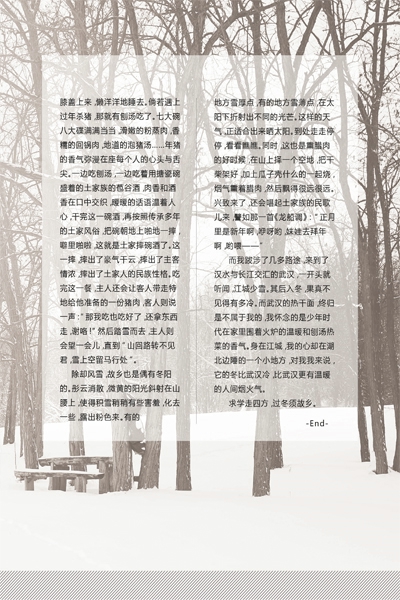 膝盖上来，懒洋洋地睡去。倘若遇上
过年杀猪，那就有刨汤吃了。七大碗
八大碟满满当当，滑嫩的粉蒸肉，香
糯的回锅肉，地道的泡猪汤……年猪
的香气弥漫在座每个人的心头与舌
尖。一边吃刨汤，一边吃着用搪瓷碗
盛着的土家族的苞谷酒，肉香和酒
香在口中交织，暖暖的话语温着人
心，干完这一碗酒，再按照传承多年
的土家风俗，把碗朝地上啪地一摔，
噼里啪啦，这就是土家摔碗酒了。这
一摔，摔出了豪气干云，摔出了主客
情浓，摔出了土家人的民族性格。吃
完这一餐，主人还会让客人带走特
地给他准备的一份猪肉，客人则说
一声：“那我吃也吃好了，还拿东西
走，谢咯！”然后踏雪而去，主人则
会望一会儿，直到“山回路转不见
君，雪上空留马行处”。
除却风雪，故乡也是偶有冬阳
的。彤云消散，微黄的阳光斜射在山
腰上，使得积雪稍稍有些害羞，化去
一些，露出粉色来。有的
地方雪厚点，有的地方雪薄点，在太
阳下折射出不同的光芒。这样的天
气，正适合出来晒太阳。到处走走停
停，看看瞧瞧。同时，这也是熏腊肉
的好时候，在山上择一个空地，把干
柴架好，加上瓜子壳什么的一起烧，
烟气熏着腊肉，然后飘得很远很远。
兴致来了，还会唱起土家族的民歌
儿来，譬如那一首《龙船调》：“正月
里是新年啊，咿呀哟，妹娃去拜年
啊，哟喂——”
而我跋涉了几多路途，来到了
汉水与长江交汇的武汉，一开头就
听闻，江城少雪。其后入冬，果真不
见得有多冷。而武汉的热干面，终归
是不属于我的，我怀念的是少年时
代在家里围着火炉的温暖和刨汤热
菜的香气。身在江城，我的心却在湖
北边陲的一个小地方，对我我来说，
它的冬比武汉冷，比武汉更有温暖
的人间烟火气。
求学走四方，过冬须故乡。
-End-